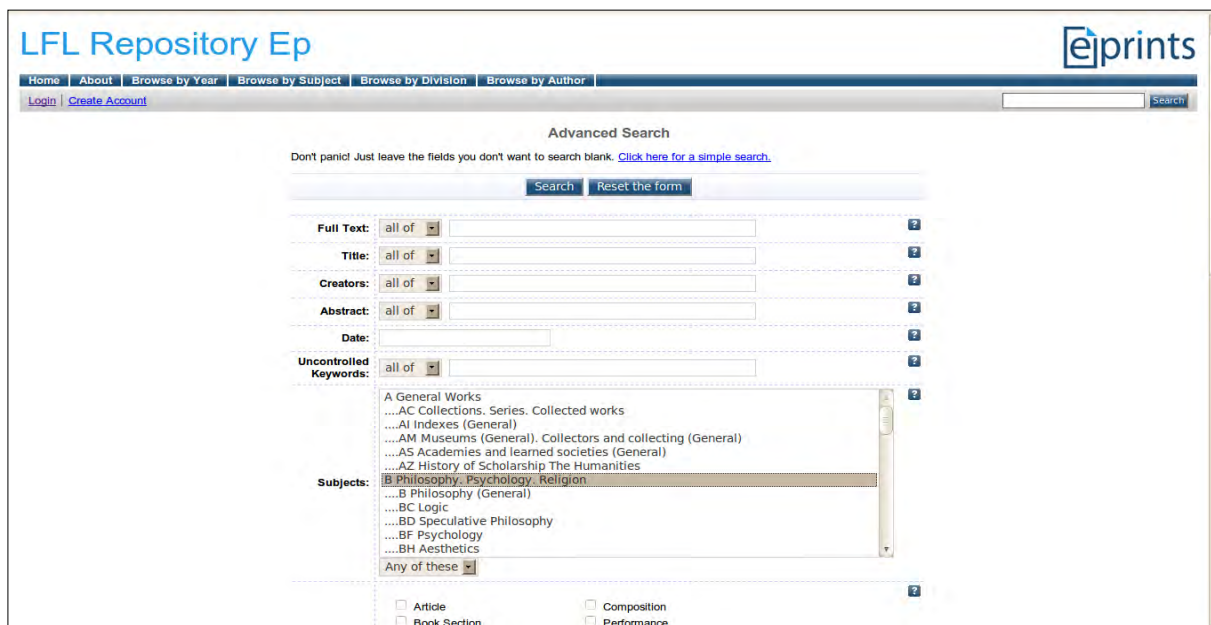 LFL Repository Ep
eprints
Home About Browse by Year Browse by Subject Browse by Division Browse by Author
Login Create Account Search
Advanced Search
Don't panic! Just leave the fields you don't want to search blank. Click here for a simple search.
Search Reset the form
Full Text: all of ?
Title: all of ?
Creators: all of ?
Abstract: all of ?
Date: ?
Uncontrolled
Keywords: all of ?
Subjects: ?
A General Works
....AC Collections. Series. Collected works
....AI Indexes (General)
....AM Museums (General). Collectors and collecting (General)
....AS Academies and learned societies (General)
....AZ History of Scholarship The Humanities
B Philosophy. Psychology. Religion
....B Philosophy (General)
....BC Logic
....BD Speculative Philosophy
....BF Psychology
....BH Aesthetics
Any of these
?
Article Composition
Book Section Performance